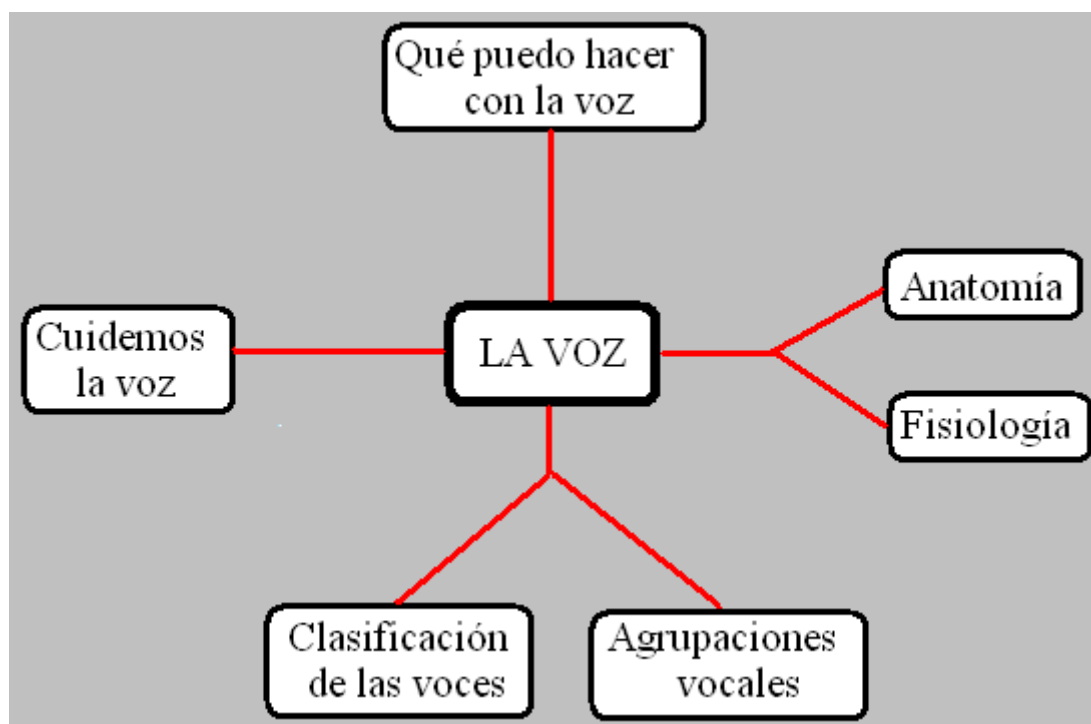 Qué puedo hacer
con la voz
Anatomía
Cuidemos
la voz
LA VOZ
Fisiología
Clasificación
de las voces
Agrupaciones
vocales